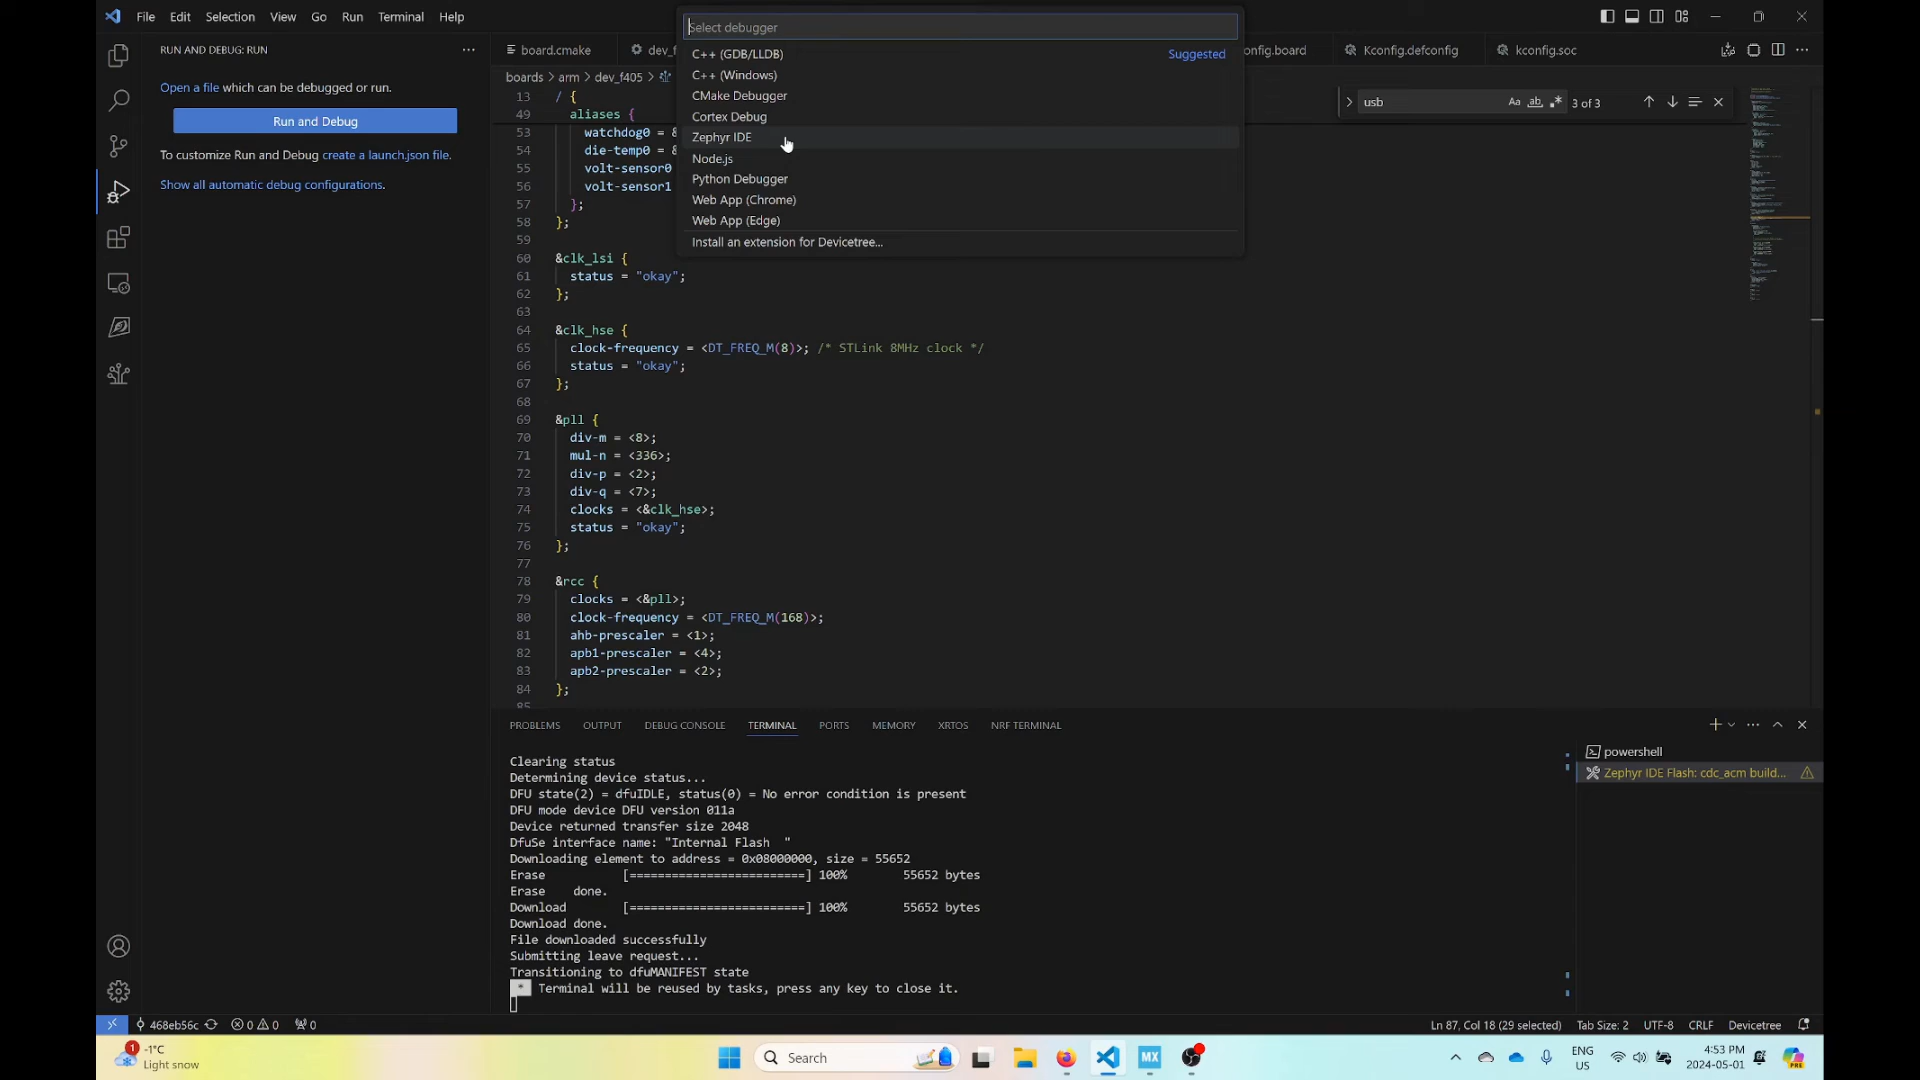 File Edit Selection View Go Run Terminal Help
Select debugger
C++ (GDB/LLDB) Suggested
C++ (Windows)
CMake Debugger
Cortex Debug
Zephyr IDE
Node.js
Python Debugger
Web App (Chrome)
Web App (Edge)
Install an extension for Devicetree...
RUN AND DEBUG: RUN
Open a file which can be debugged or run.
Run and Debug
To customize Run and Debug create a launch.json file.
Show all automatic debug configurations.
board.cmake dev_f onfig.board Kconfig.defconfig kconfig.soc
boards > arm > dev_f405 >
usb Aa ab .* 3 of 3
13 / {
49 aliases {
53 watchdog0 = &
54 die-temp0 = &
55 volt-sensor0
56 volt-sensor1
57 };
58 };
59
60 &clk_lsi {
61 status = "okay";
62 };
63
64 &clk_hse {
65 clock-frequency = <DT_FREQ_M(8)>; /* STLink 8MHz clock */
66 status = "okay";
67 };
68
69 &pll {
70 div-m = <8>;
71 mul-n = <336>;
72 div-p = <2>;
73 div-q = <7>;
74 clocks = <&clk_hse>;
75 status = "okay";
76 };
77
78 &rcc {
79 clocks = <&pll>;
80 clock-frequency = <DT_FREQ_M(168)>;
81 ahb-prescaler = <1>;
82 apb1-prescaler = <4>;
83 apb2-prescaler = <2>;
84 };
85
PROBLEMS OUTPUT DEBUG CONSOLE TERMINAL PORTS MEMORY XRTOS NRF TERMINAL
powershell
Zephyr IDE Flash: cdc_acm build...
Clearing status
Determining device status...
DFU state(2) = dfuIDLE, status(0) = No error condition is present
DFU mode device DFU version 011a
Device returned transfer size 2048
DfuSe interface name: "Internal Flash  "
Downloading element to address = 0x08000000, size = 55652
Erase [=========================] 100% 55652 bytes
Erase done.
Download [=========================] 100% 55652 bytes
Download done.
File downloaded successfully
Submitting leave request...
Transitioning to dfuMANIFEST state
* Terminal will be reused by tasks, press any key to close it.
468eb56c 0 0 0 Ln 87, Col 18 (29 selected) Tab Size: 2 UTF-8 CRLF Devicetree
1 -1°C
Light snow
Search
MX
ENG
US
4:53 PM
2024-05-01
PRE